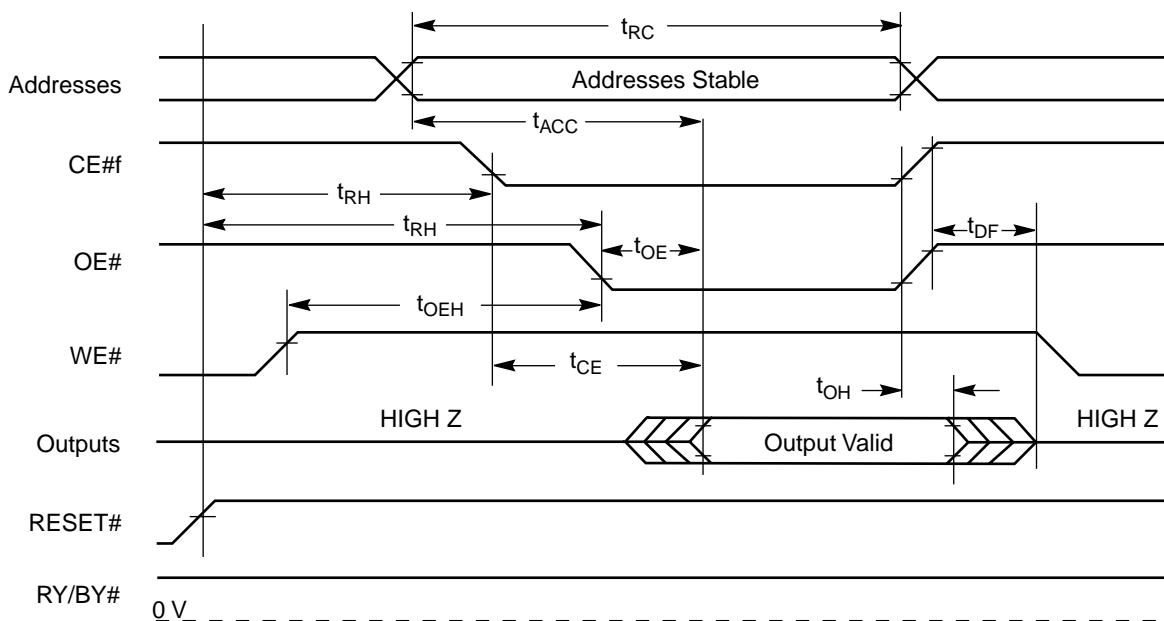 tRC
Addresses
Addresses Stable
tACC
CE#f
tRH
tRH
OE#
tOE
tDF
tOEH
WE#
tCE
tOH
HIGH Z
HIGH Z
Outputs
Output Valid
RESET#
RY/BY#
0 V